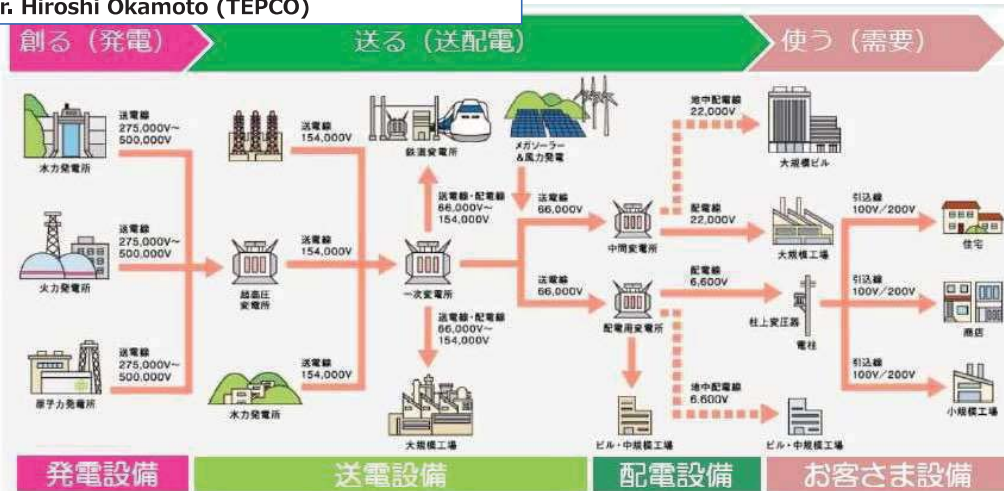 r. Hiroshi Okamoto (TEPCO)
創る（発電）
送る（送配電）
使う（需要）
水力発電所
送電線
275,000V～
500,000V
火力発電所
送電線
275,000V～
500,000V
原子力発電所
送電線
275,000V～
500,000V
送電線
154,000V
超高圧
変電所
送電線
154,000V
水力発電所
送電線
154,000V
鉄道変電所
送電線・配電線
66,000V～
154,000V
一次変電所
送電線・配電線
66,000V～
154,000V
大規模工場
メガソーラー
&風力発電
送電線
66,000V
中間変電所
送電線
66,000V
配電用変電所
ビル・中規模工場
地中配電線
22,000V
大規模ビル
配電線
22,000V
大規模工場
配電線
6,600V
柱上変圧器
電柱
地中配電線
6,600V
ビル・中規模工場
引込線
100V/200V
住宅
引込線
100V/200V
商店
引込線
100V/200V
小規模工場
発電設備
送電設備
配電設備
お客さま設備